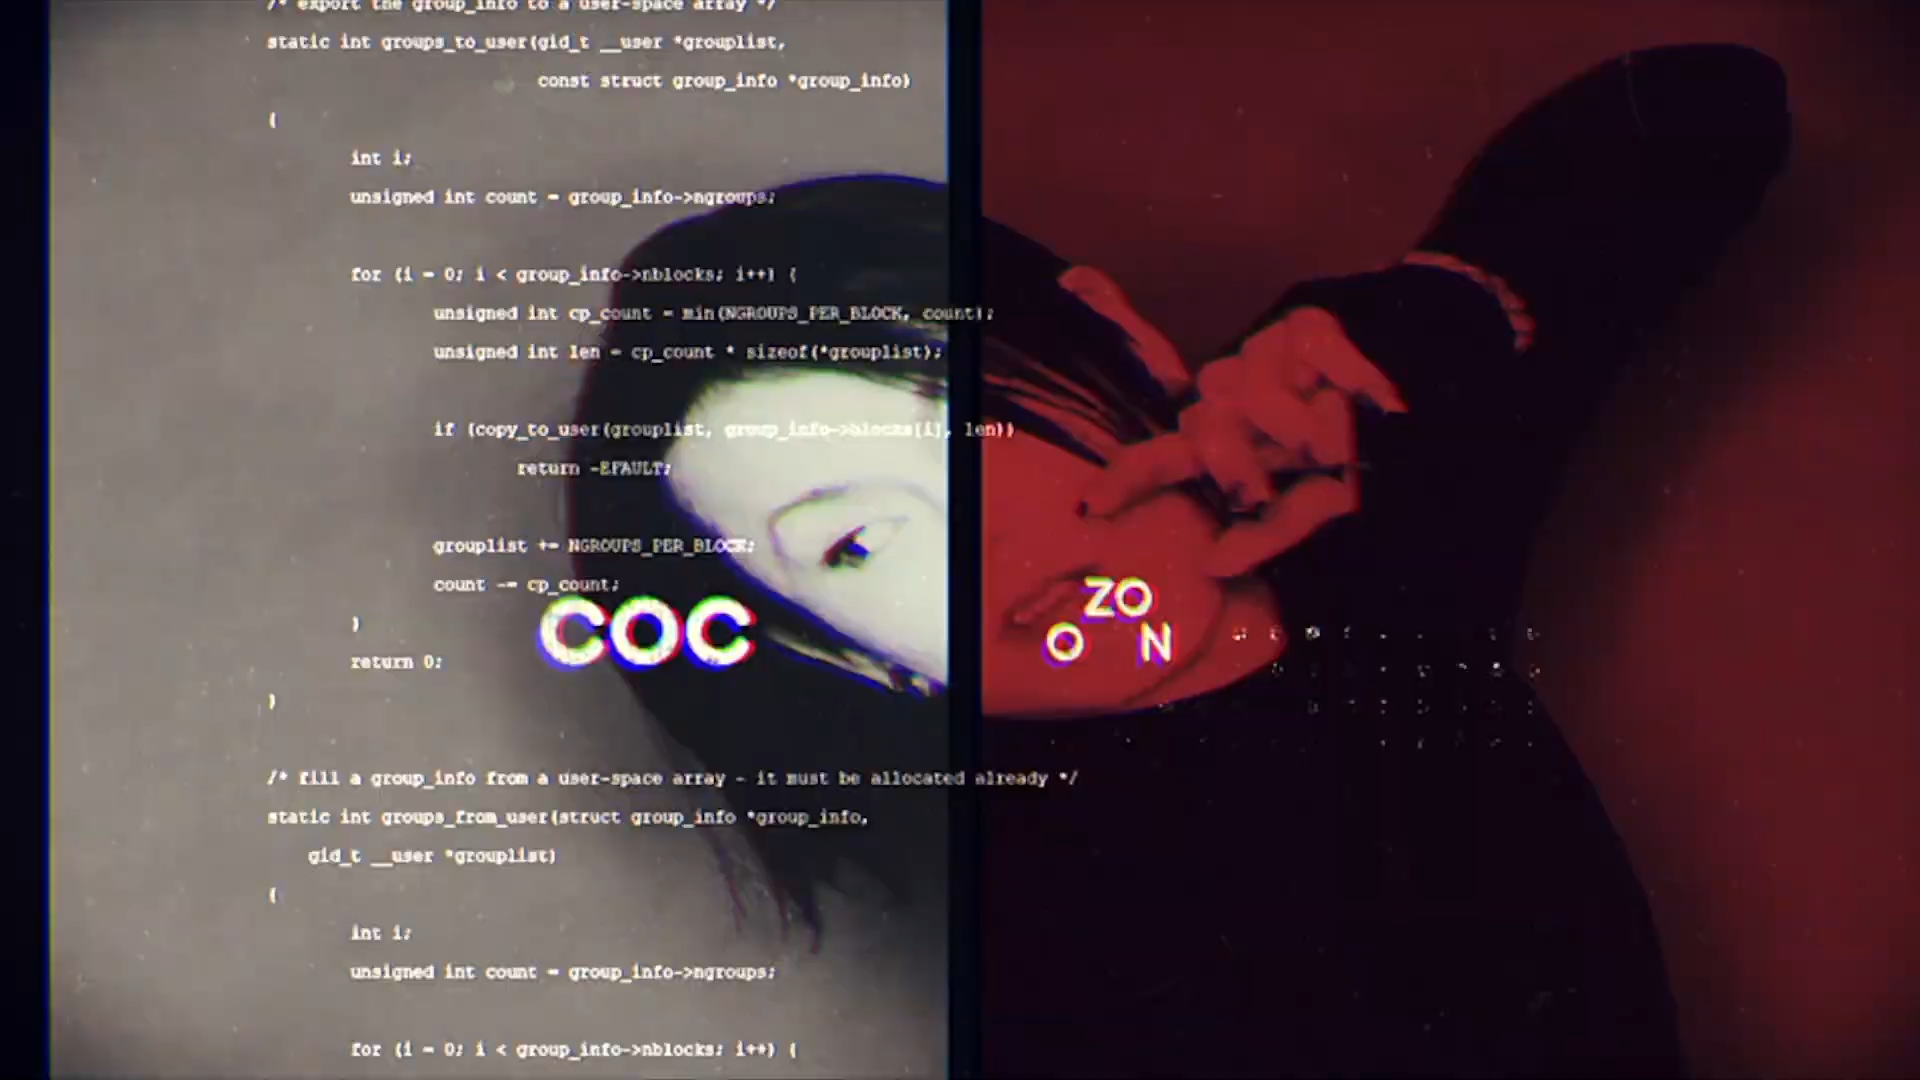 /* export the group_info to a user-space array */
static int groups_to_user(gid_t __user *grouplist,
const struct group_info *group_info)
{
int i;
unsigned int count = group_info->ngroups;
for (i = 0; i < group_info->nblocks; i++) {
unsigned int cp_count = min(NGROUPS_PER_BLOCK, count);
unsigned int len = cp_count * sizeof(*grouplist);
if (copy_to_user(grouplist, group_info->blocks[i], len))
return -EFAULT;
grouplist += NGROUPS_PER_BLOCK;
count -= cp_count;
}
return 0;
}
COC
ZO
O N
/* fill a group_info from a user-space array - it must be allocated already */
static int groups_from_user(struct group_info *group_info,
gid_t __user *grouplist)
{
int i;
unsigned int count = group_info->ngroups;
for (i = 0; i < group_info->nblocks; i++) {